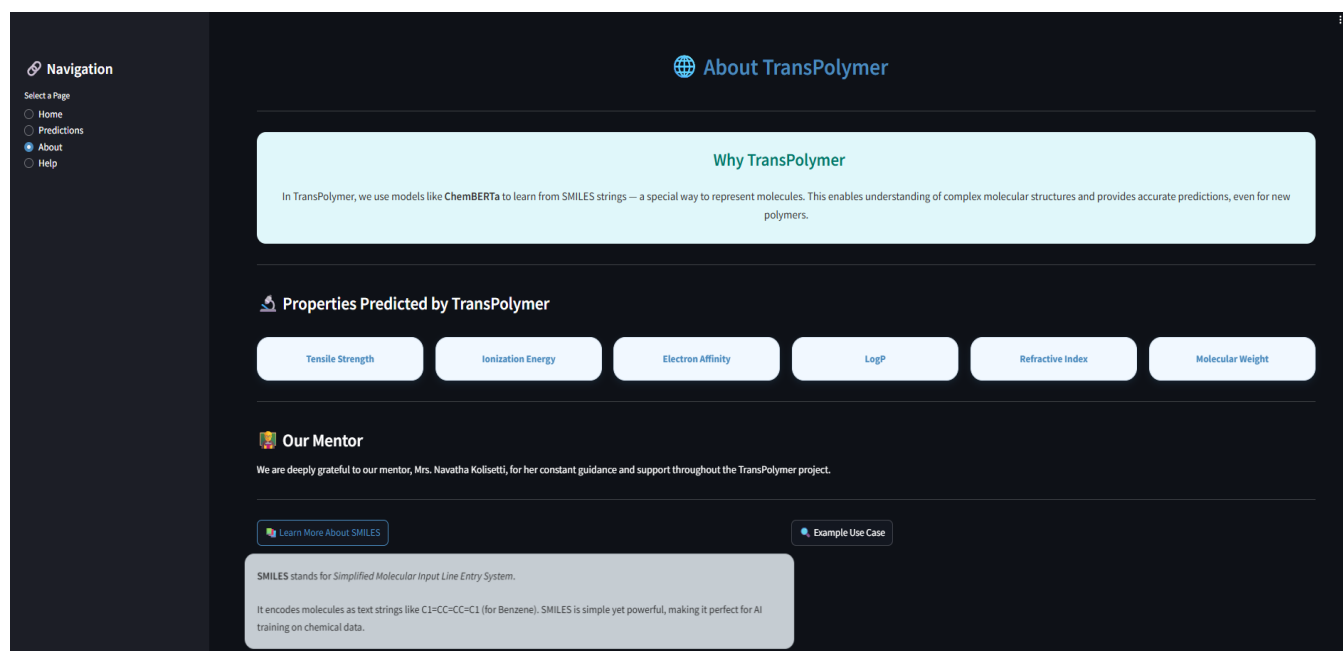 Navigation
Select a Page
Home
Predictions
About
Help
About TransPolymer
Why TransPolymer
In TransPolymer, we use models like ChemBERTa to learn from SMILES strings — a special way to represent molecules. This enables understanding of complex molecular structures and provides accurate predictions, even for new
polymers.
Properties Predicted by TransPolymer
Tensile Strength
Ionization Energy
Electron Affinity
LogP
Refractive Index
Molecular Weight
Our Mentor
We are deeply grateful to our mentor, Mrs. Navatha Kolisetti, for her constant guidance and support throughout the TransPolymer project.
Learn More About SMILES
Example Use Case
SMILES stands for Simplified Molecular Input Line Entry System.
It encodes molecules as text strings like C1=CC=CC=C1 (for Benzene). SMILES is simple yet powerful, making it perfect for AI
training on chemical data.